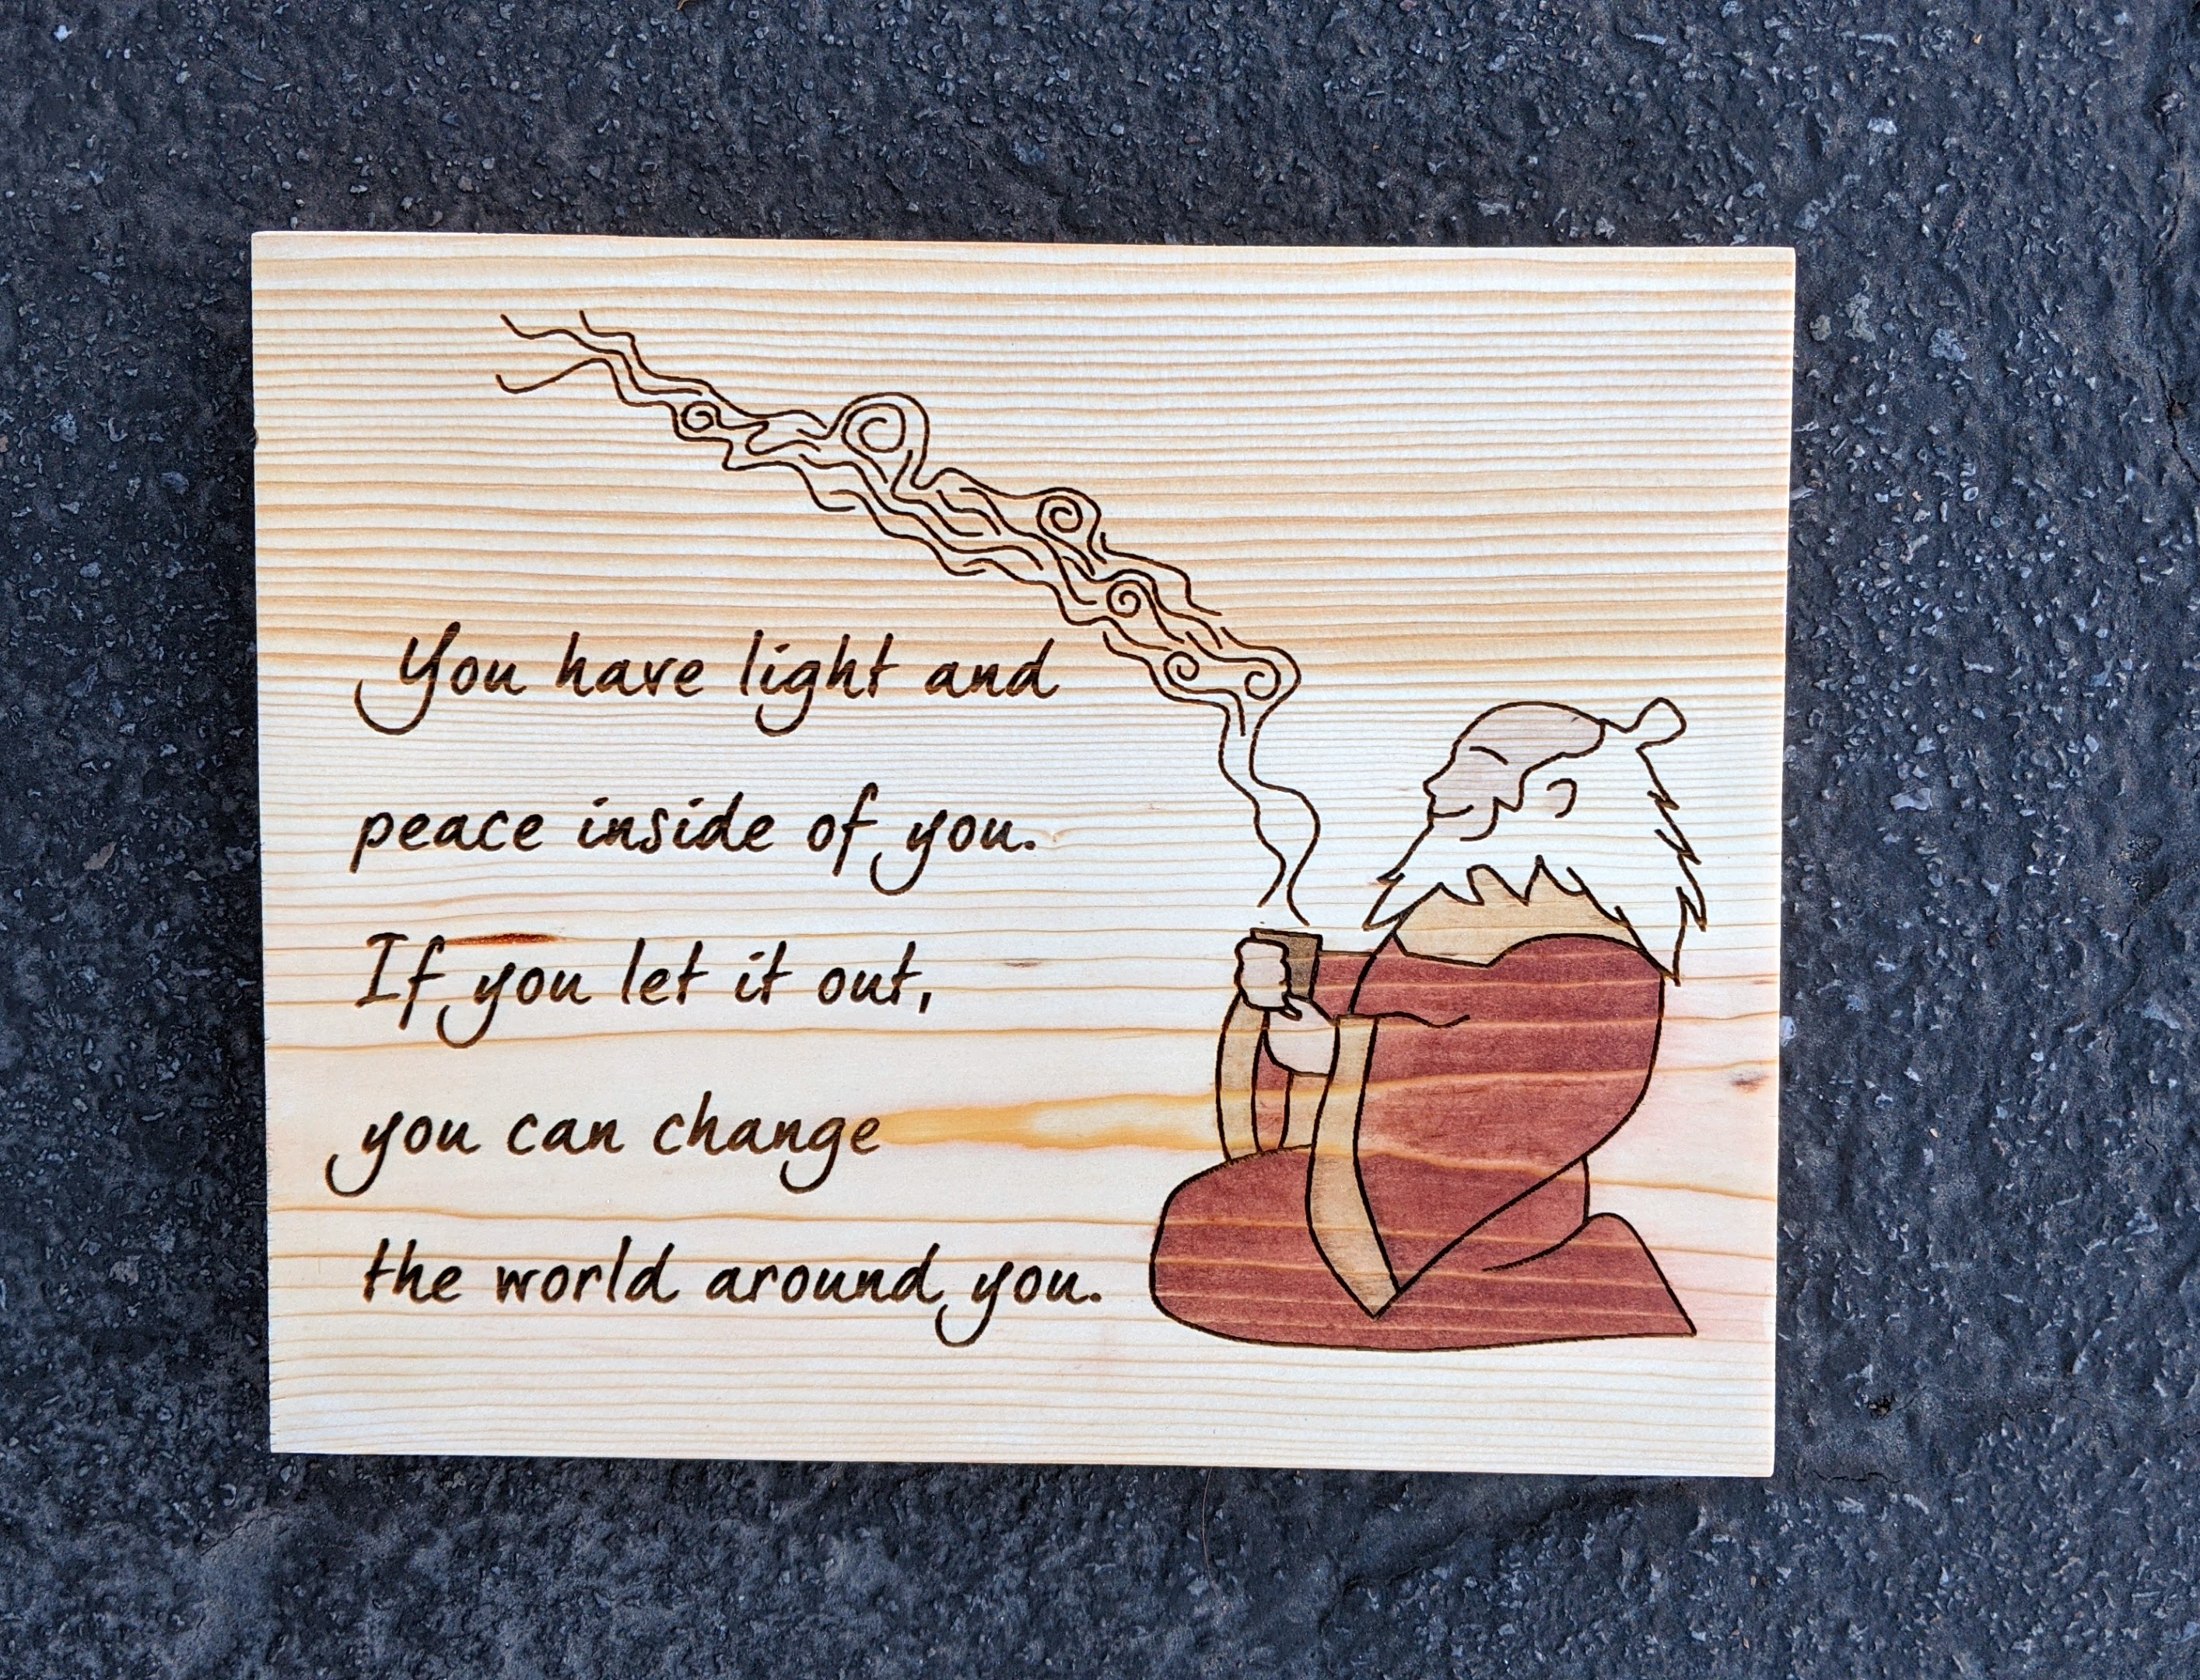 You have light and
peace inside of you.
If you let it out,
you can change
the world around you.